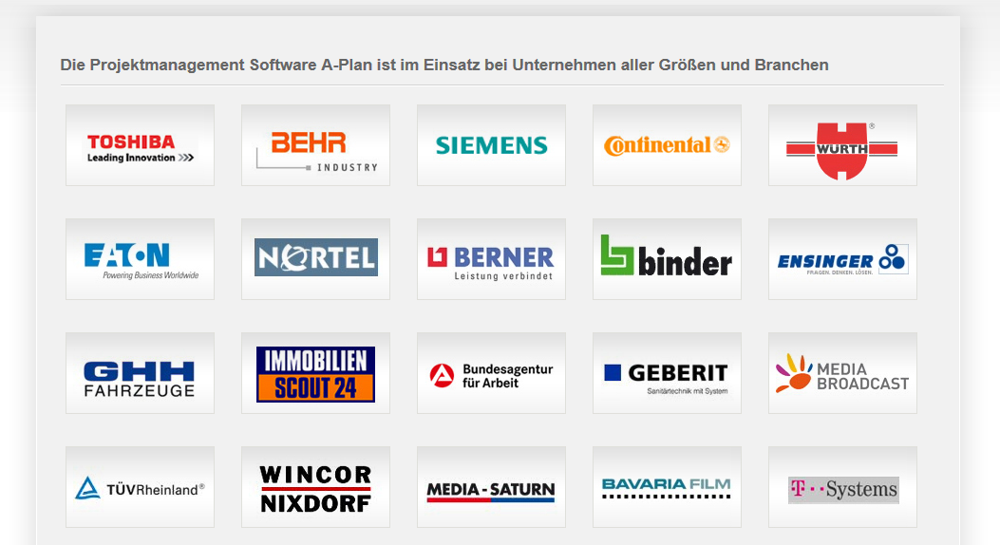 Die Projektmanagement Software A-Plan ist im Einsatz bei Unternehmen aller Größen und Branchen
TOSHIBA
Leading Innovation >>>
BEHR
INDUSTRY
SIEMENS
Continental
WÜRTH
®
EATON
Powering Business Worldwide
NORTEL
BERNER
Leistung verbindet
binder
ENSINGER
FRAGEN. DENKEN. LÖSEN.
GHH
FAHRZEUGE
IMMOBILIEN
SCOUT 24
Bundesagentur
für Arbeit
GEBERIT
Sanitärtechnik mit System
MEDIA
BROADCAST
TÜVRheinland®
WINCOR
NIXDORF
MEDIA-SATURN
BAVARIA FILM
T··Systems